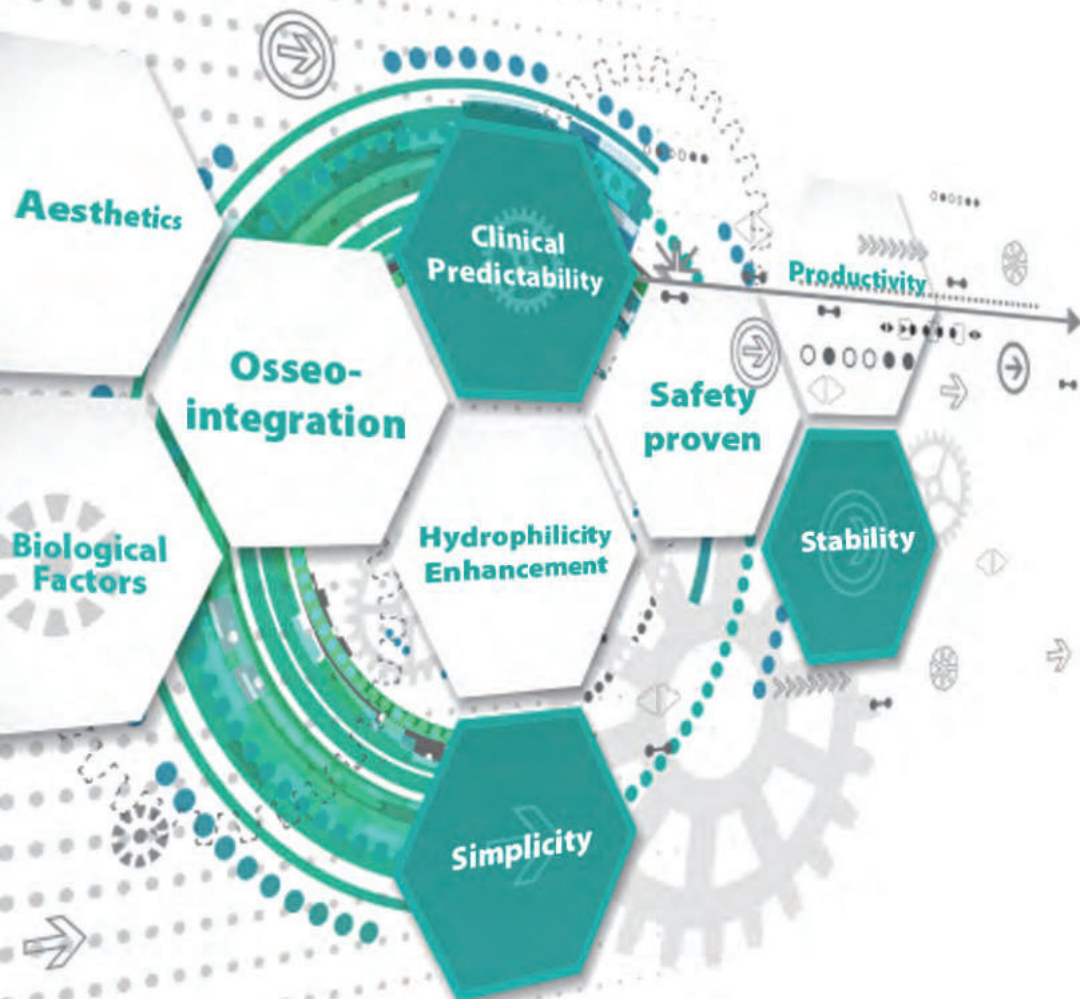 Aesthetics
Clinical
Predictability
Productivity
Osseo-
integration
Safety
proven
Biological
Factors
Hydrophilicity
Enhancement
Stability
Simplicity